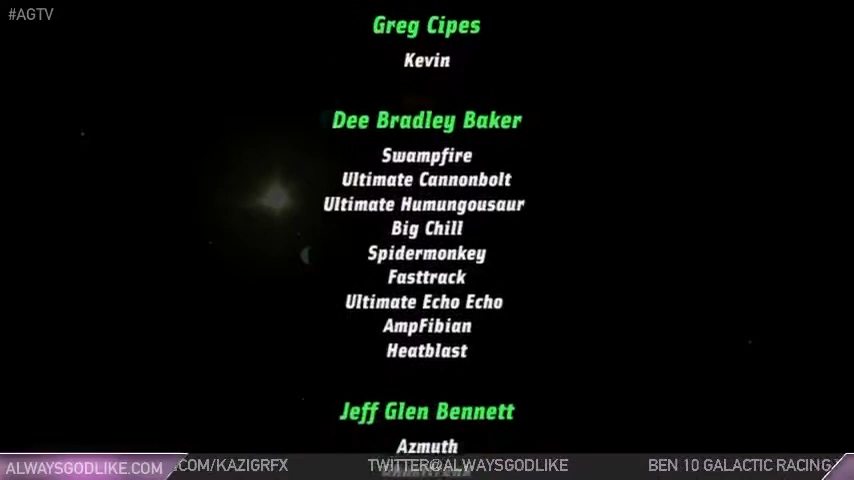 #AGTV
Greg Cipes
Kevin
Dee Bradley Baker
Swampfire
Ultimate Cannonbolt
Ultimate Humungousaur
Big Chill
Spidermonkey
Fasttrack
Ultimate Echo Echo
AmpFibian
Heatblast
Jeff Glen Bennett
Azmuth
ALWAYSGODLIKE.COM
.COM/KAZIGRFX
TWITTER@ALWAYSGODLIKE
BEN 10 GALACTIC RACING